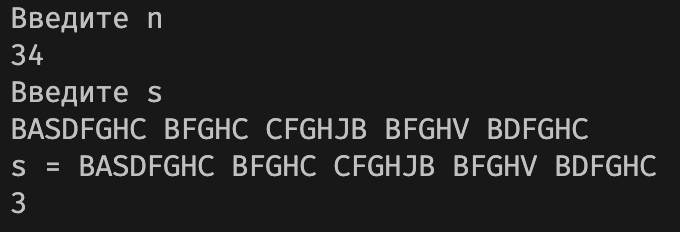 Введите n
34
Введите s
BASDFGHC BFGHC CFGHJB BFGHV BDFGHC
s = BASDFGHC BFGHC CFGHJB BFGHV BDFGHC
3